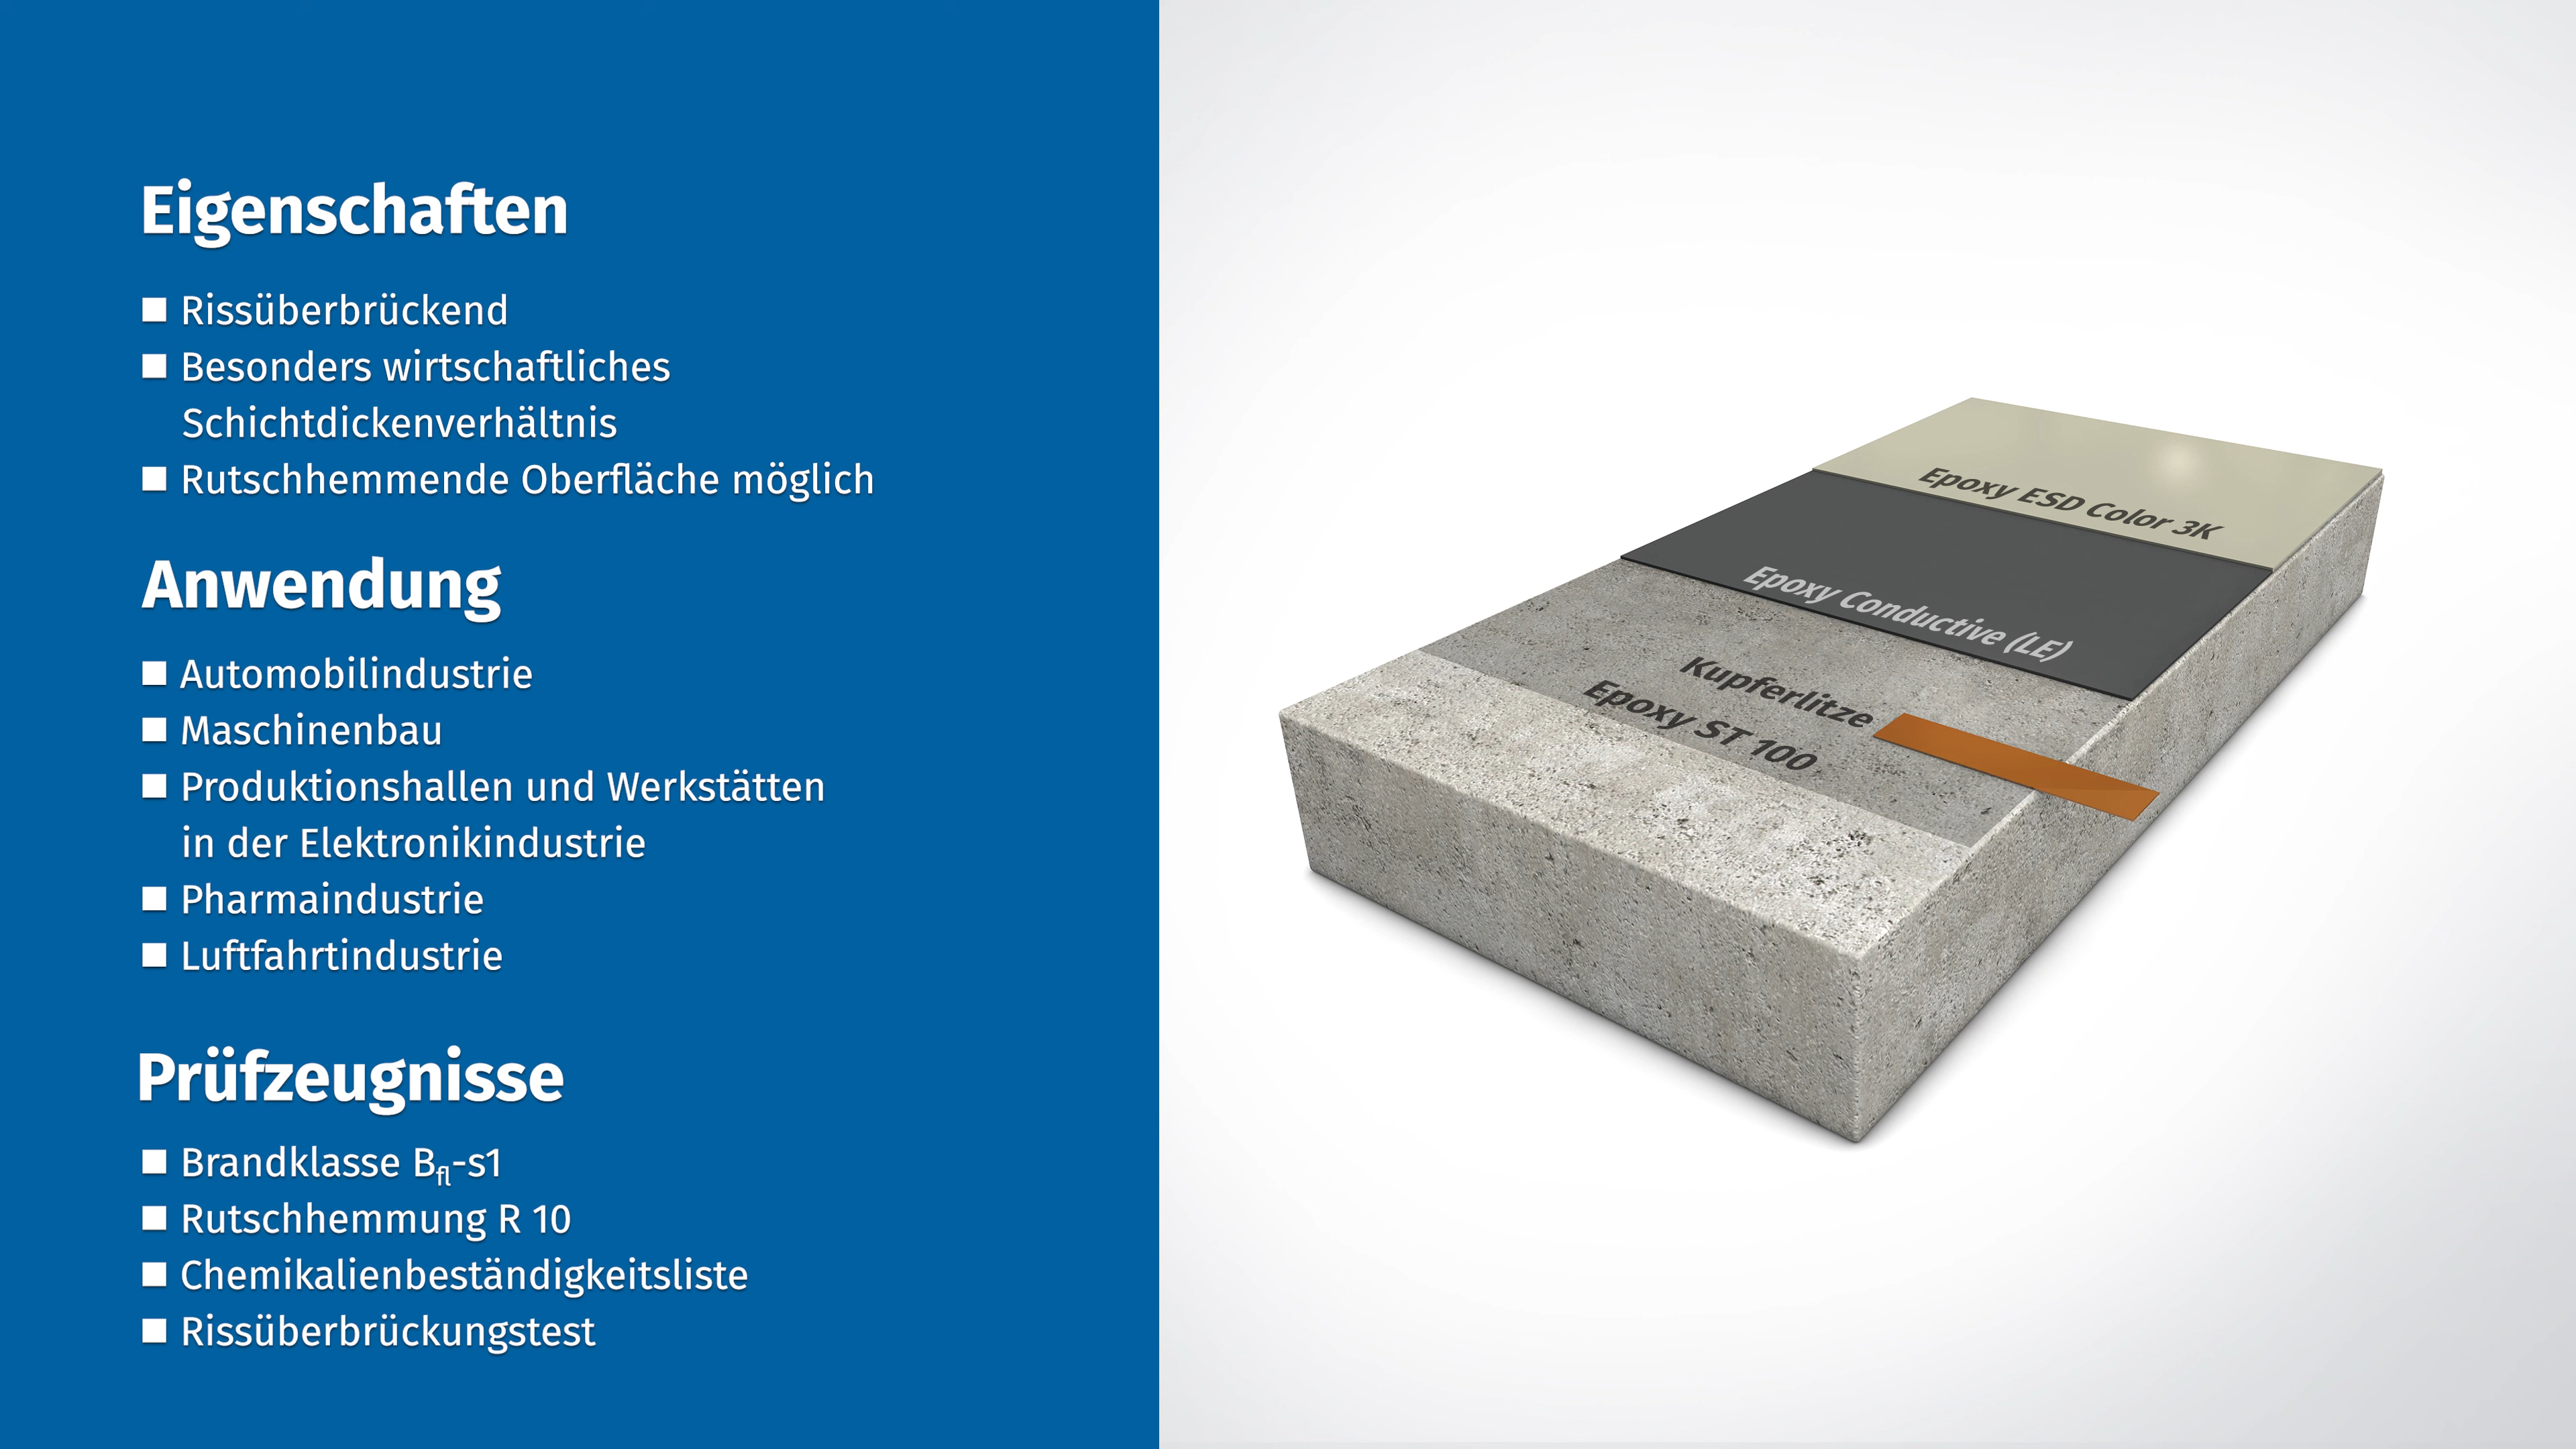 Eigenschaften
Rissüberbrückend
Besonders wirtschaftliches
Schichtdickenverhältnis
Rutschhemmende Oberfläche möglich
Anwendung
Automobilindustrie
Maschinenbau
Produktionshallen und Werkstätten
in der Elektronikindustrie
Pharmaindustrie
Luftfahrtindustrie
Prüfzeugnisse
Brandklasse Bfl-s1
Rutschhemmung R 10
Chemikalienbeständigkeitsliste
Rissüberbrückungstest
Epoxy ESD Color 3K
Epoxy Conductive (LE)
Kupferlitze
Epoxy ST 100